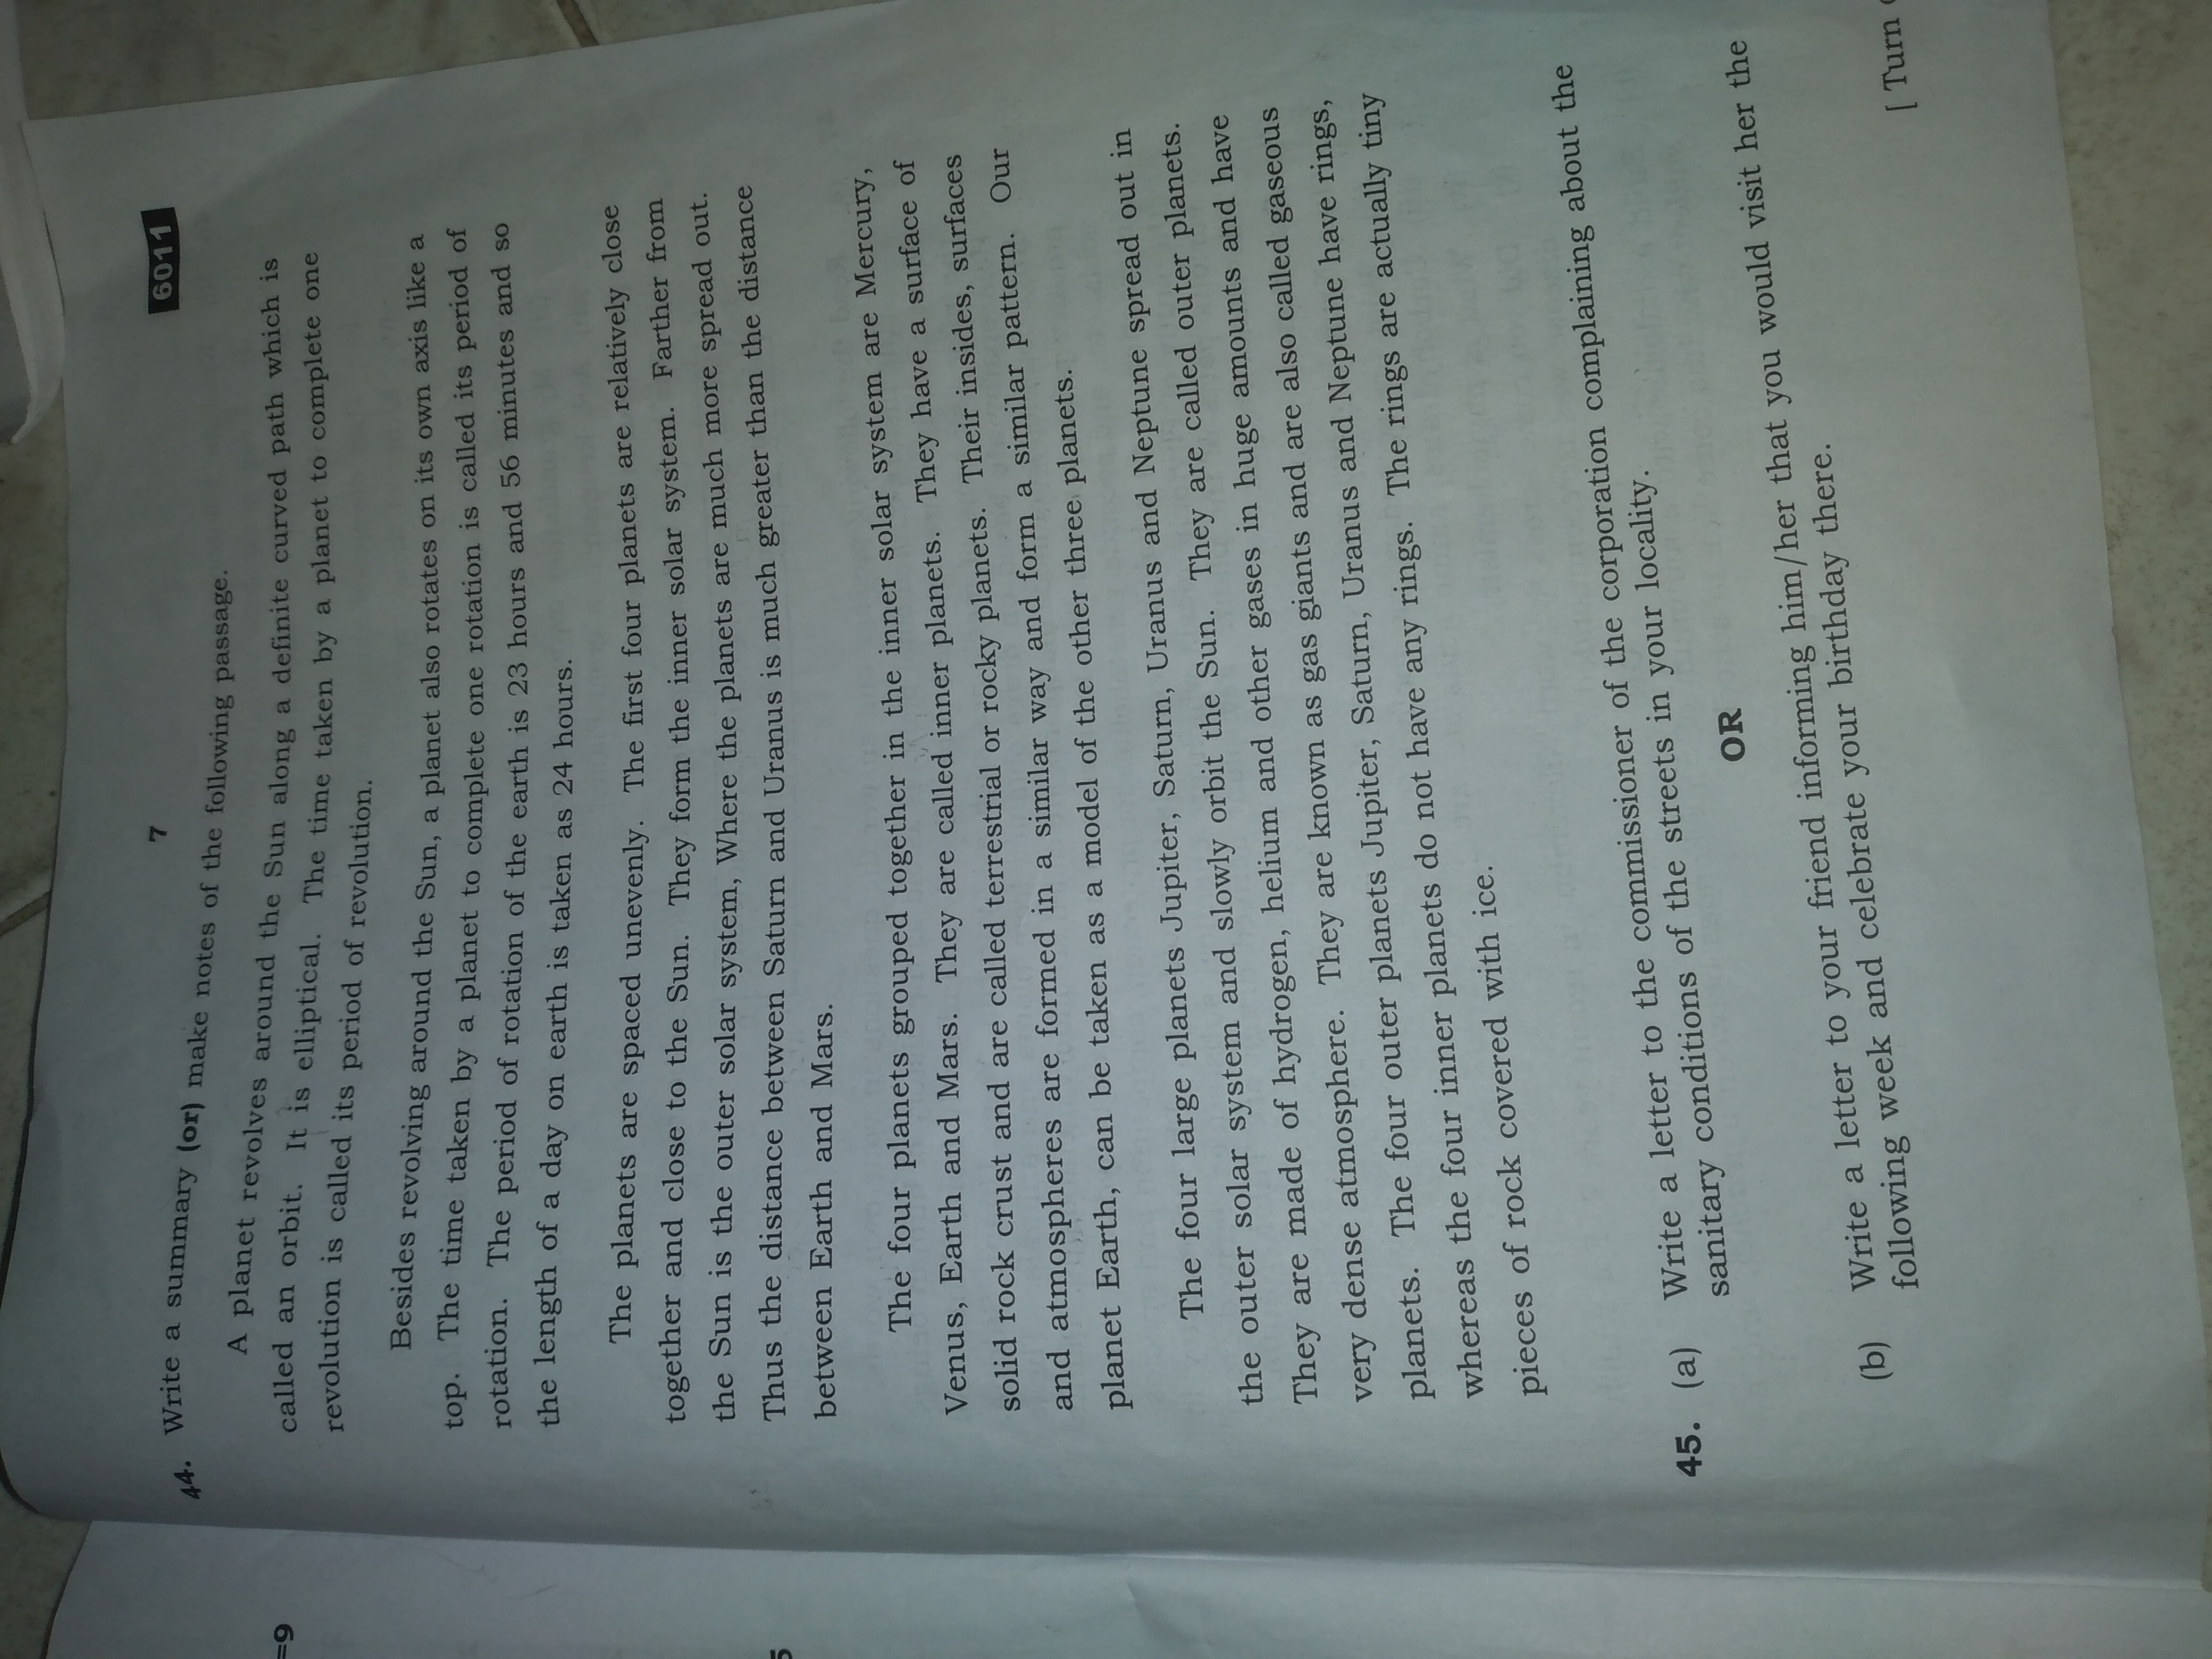 7
6011
=9
5
44. Write a summary (or) make notes of the following passage.
A planet revolves around the Sun along a definite curved path which is
called an orbit. It is elliptical. The time taken by a planet to complete one
revolution is called its period of revolution.
Besides revolving around the Sun, a planet also rotates on its own axis like a
top. The time taken by a planet to complete one rotation is called its period of
rotation. The period of rotation of the earth is 23 hours and 56 minutes and so
the length of a day on earth is taken as 24 hours.
The planets are spaced unevenly. The first four planets are relatively close
together and close to the Sun. They form the inner solar system. Farther from
the Sun is the outer solar system, Where the planets are much more spread out.
Thus the distance between Saturn and Uranus is much greater than the distance
between Earth and Mars.
The four planets grouped together in the inner solar system are Mercury,
Venus, Earth and Mars. They are called inner planets. They have a surface of
solid rock crust and are called terrestrial or rocky planets. Their insides, surfaces
and atmospheres are formed in a similar way and form a similar pattern. Our
planet Earth, can be taken as a model of the other three planets.
The four large planets Jupiter, Saturn, Uranus and Neptune spread out in
the outer solar system and slowly orbit the Sun. They are called outer planets.
They are made of hydrogen, helium and other gases in huge amounts and have
very dense atmosphere. They are known as gas giants and are also called gaseous
planets. The four outer planets Jupiter, Saturn, Uranus and Neptune have rings,
whereas the four inner planets do not have any rings. The rings are actually tiny
pieces of rock covered with ice.
45. (a) Write a letter to the commissioner of the corporation complaining about the
sanitary conditions of the streets in your locality.
OR
(b) Write a letter to your friend informing him/her that you would visit her the
following week and celebrate your birthday there.
[ Turn